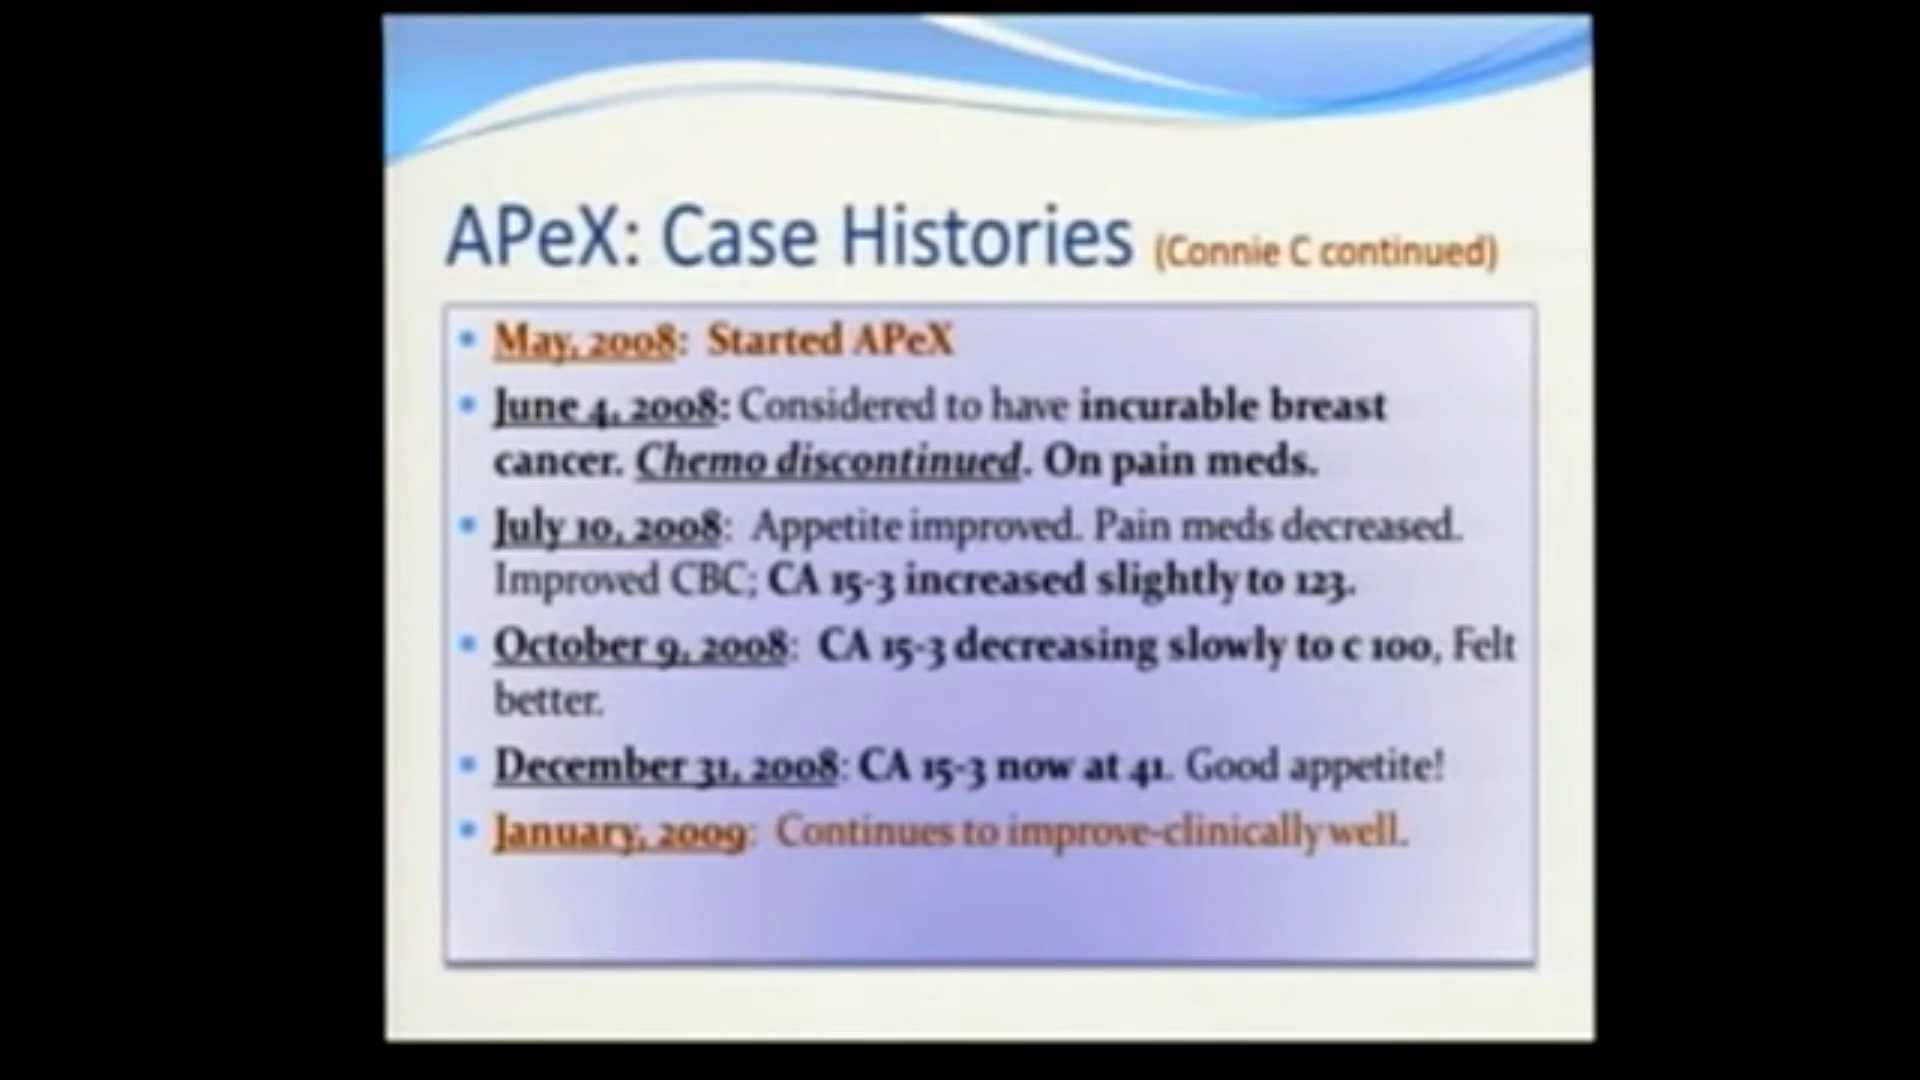 APeX: Case Histories (Connie C continued)
May, 2008: Started APeX
June 4, 2008: Considered to have incurable breast
cancer. Chemo discontinued. On pain meds.
July 10, 2008: Appetite improved. Pain meds decreased.
Improved CBC; CA 15-3 increased slightly to 123.
October 9, 2008: CA 15-3 decreasing slowly to c 100, Felt
better.
December 31, 2008: CA 15-3 now at 41. Good appetite!
January, 2009: Continues to improve-clinically well.